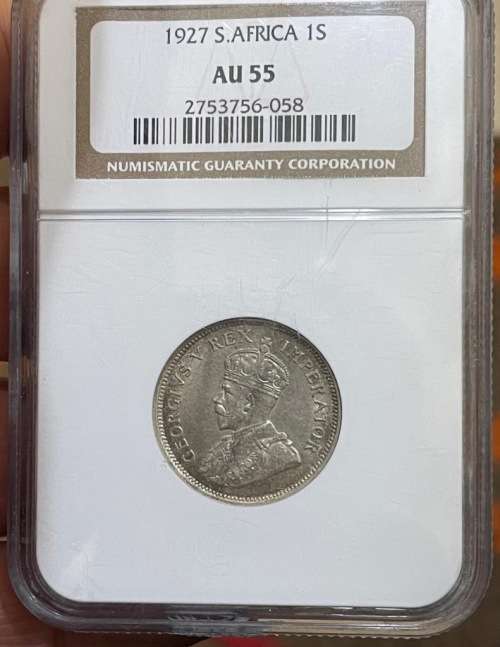 1927 S.AFRICA 1S
AU 55
2753756-058
NUMISMATIC GUARANTY CORPORATION
GEORGIVS V REX IMPERATOR